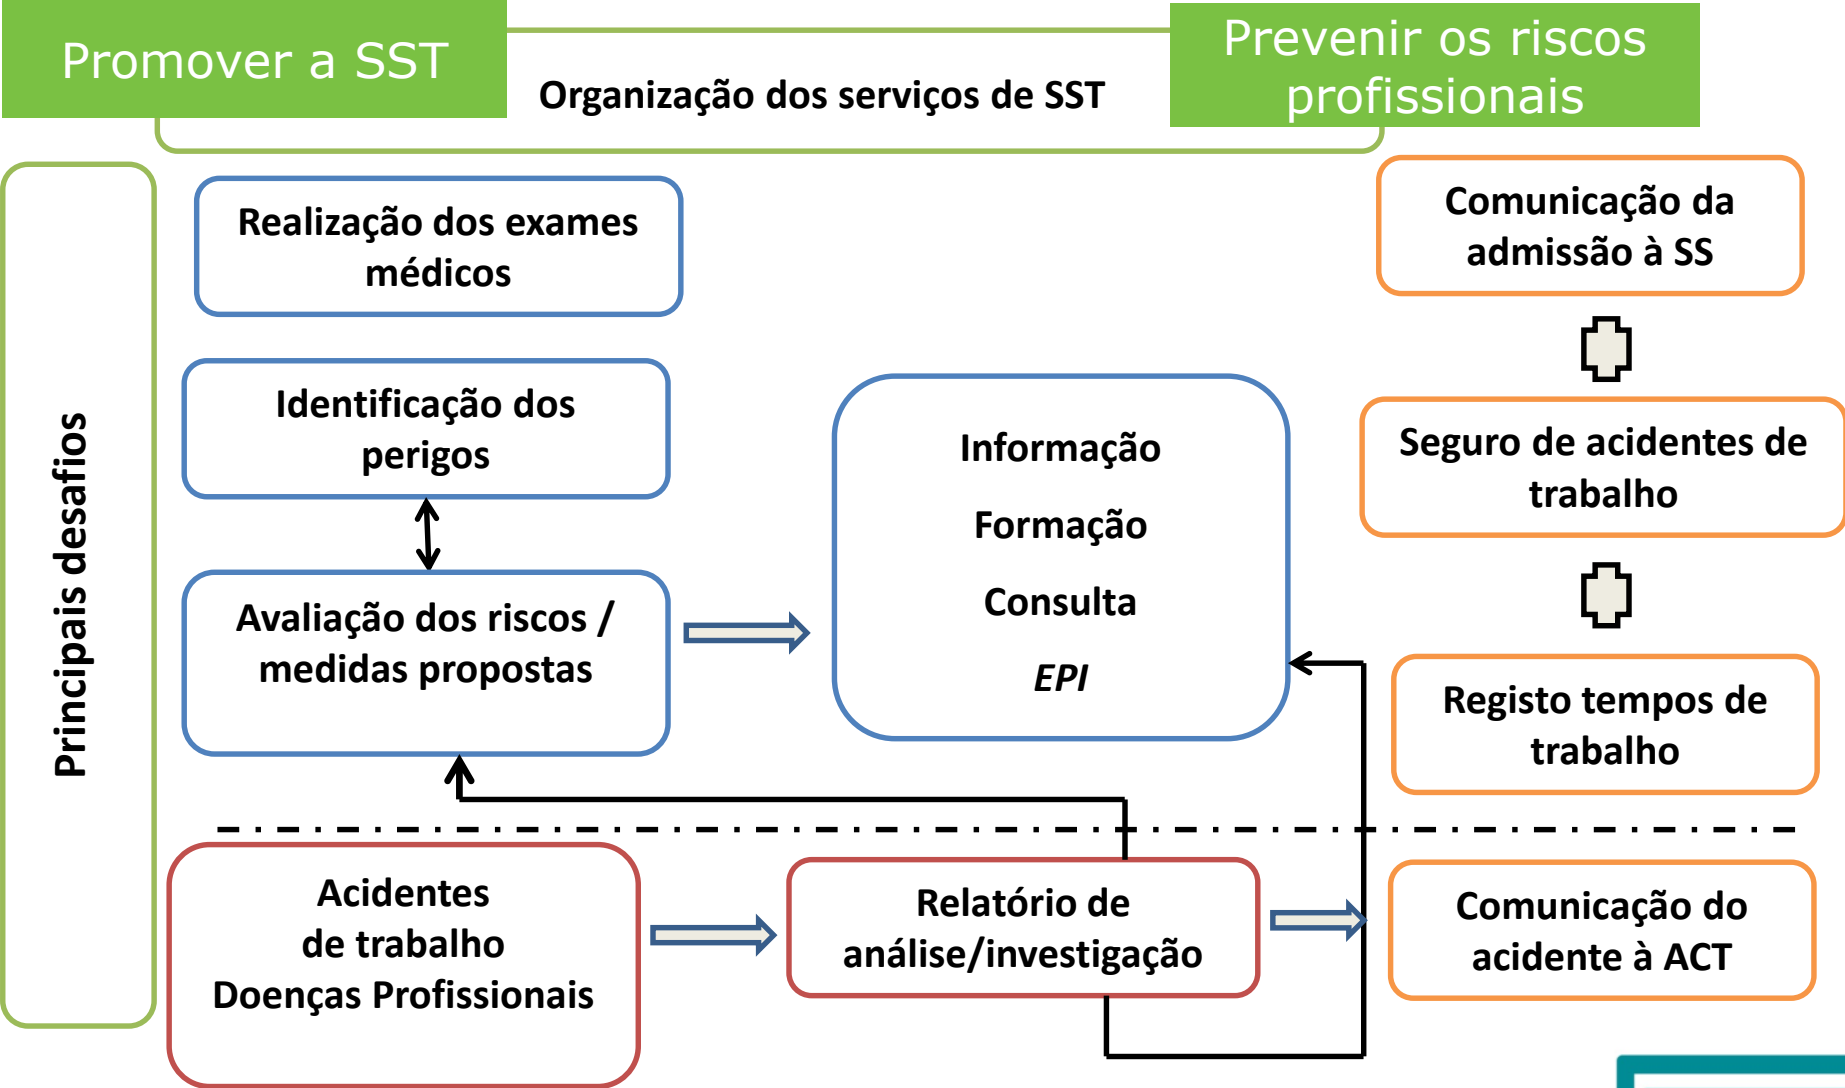 Promover a SST
Organização dos serviços de SST
Prevenir os riscos
profissionais
Principais desafios
Realização dos exames
médicos
Identificação dos
perigos
Avaliação dos riscos /
medidas propostas
Informação
Formação
Consulta
EPI
Comunicação da
admissão à SS
Seguro de acidentes de
trabalho
Registo tempos de
trabalho
Acidentes
de trabalho
Doenças Profissionais
Relatório de
análise/investigação
Comunicação do
acidente à ACT